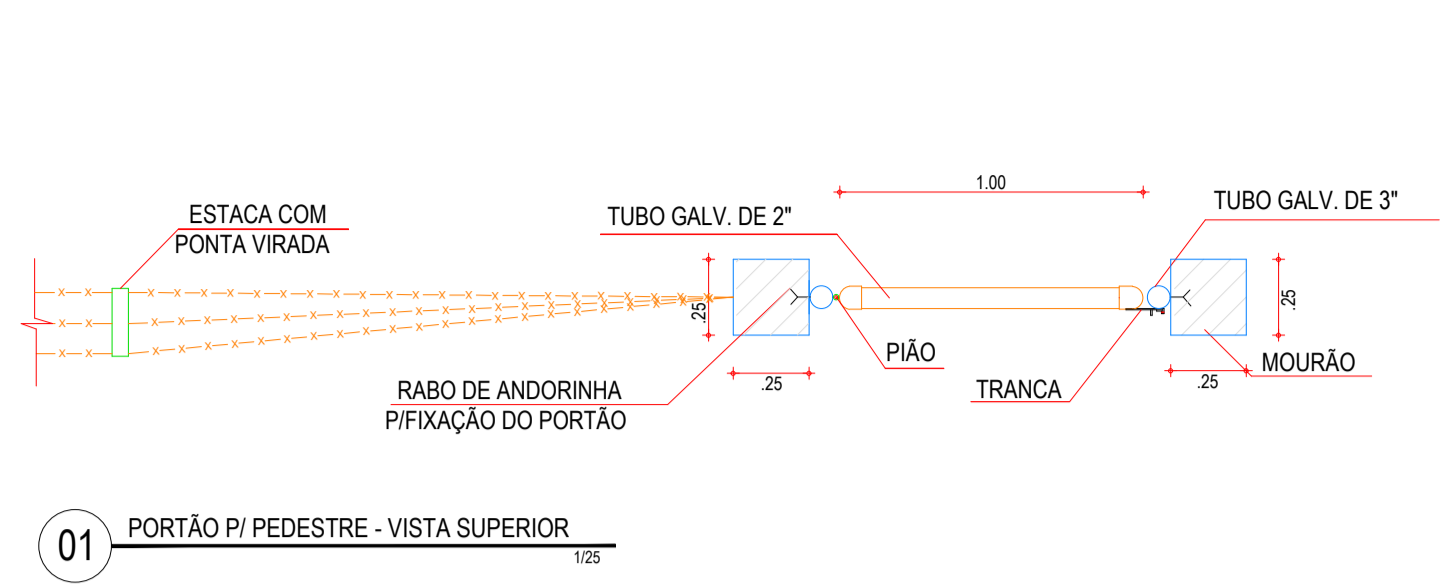 1.00
ESTACA COM
PONTA VIRADA
TUBO GALV. DE 2"
TUBO GALV. DE 3"
.25
.25
PIÃO
MOURÃO
.25
.25
TRANCA
RABO DE ANDORINHA
P/FIXAÇÃO DO PORTÃO
01
PORTÃO P/ PEDESTRE - VISTA SUPERIOR
1/25